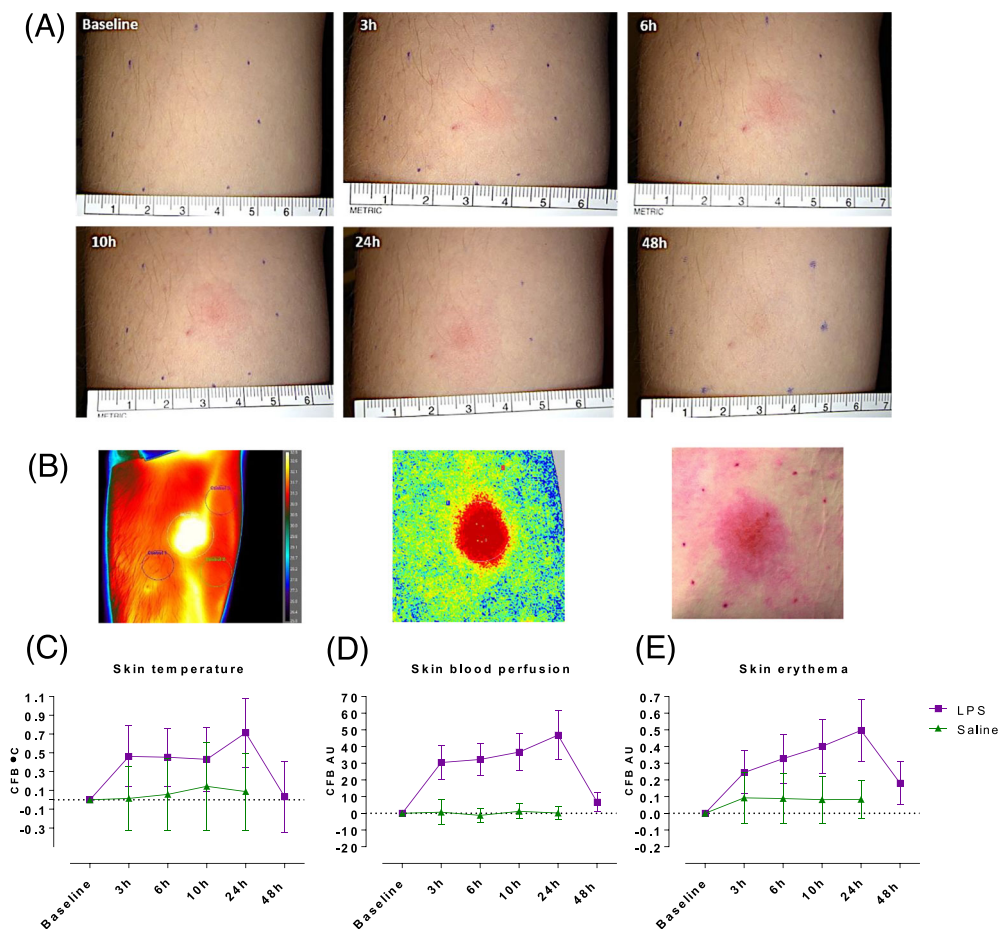 (A)
Baseline
3h
6h
1 2 3 4 5 6 7
1 2 3 4 5 6
METRIC
1 2 3 4 5 6 7
METRIC
10h
24h
48h
1 2 3 4 5 6
1 2 3 4 5 6
1 2 3 4 5 6 7
(B)
(C)
(D)
(E)
Skin temperature
Skin blood perfusion
Skin erythema
CFB °C
1.1
0.9
0.7
0.5
0.3
0.1
-0.1
-0.3
Baseline
3h
6h
10h
24h
48h
CFB AU
70
60
50
40
30
20
10
0
-10
-20
Baseline
3h
6h
10h
24h
48h
CFB AU
0.7
0.6
0.5
0.4
0.3
0.2
0.1
0.0
0.1
0.2
Baseline
3h
6h
10h
24h
48h
LPS
Saline